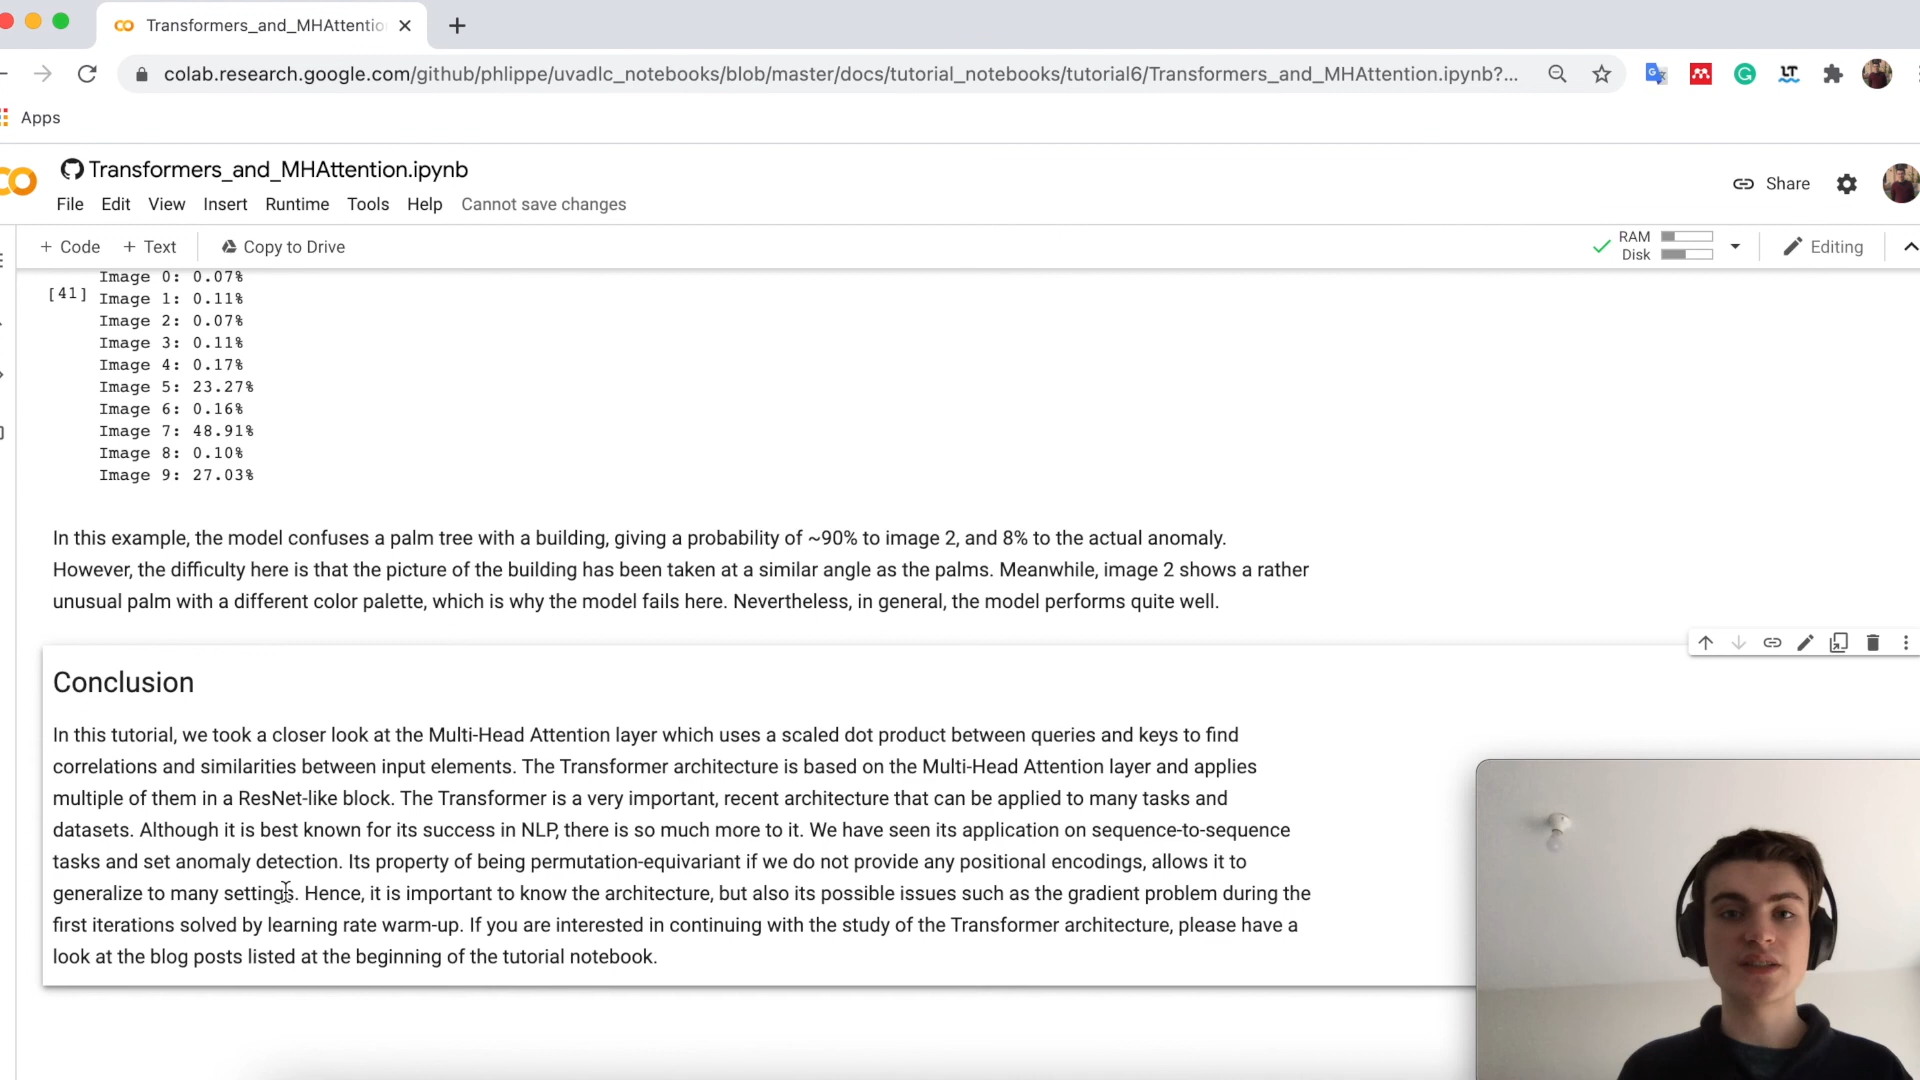 Transformers_and_MHAttentio
colab.research.google.com/github/phlippe/uvadlc_notebooks/blob/master/docs/tutorial_notebooks/tutorial6/Transformers_and_MHAttention.ipynb?...
Apps
Transformers_and_MHAttention.ipynb
Share
File Edit View Insert Runtime Tools Help Cannot save changes
+ Code + Text Copy to Drive
RAM
Disk
Editing
Image 0: 0.07%
[41] Image 1: 0.11%
Image 2: 0.07%
Image 3: 0.11%
Image 4: 0.17%
Image 5: 23.27%
Image 6: 0.16%
Image 7: 48.91%
Image 8: 0.10%
Image 9: 27.03%
In this example, the model confuses a palm tree with a building, giving a probability of ~90% to image 2, and 8% to the actual anomaly.
However, the difficulty here is that the picture of the building has been taken at a similar angle as the palms. Meanwhile, image 2 shows a rather
unusual palm with a different color palette, which is why the model fails here. Nevertheless, in general, the model performs quite well.
Conclusion
In this tutorial, we took a closer look at the Multi-Head Attention layer which uses a scaled dot product between queries and keys to find
correlations and similarities between input elements. The Transformer architecture is based on the Multi-Head Attention layer and applies
multiple of them in a ResNet-like block. The Transformer is a very important, recent architecture that can be applied to many tasks and
datasets. Although it is best known for its success in NLP, there is so much more to it. We have seen its application on sequence-to-sequence
tasks and set anomaly detection. Its property of being permutation-equivariant if we do not provide any positional encodings, allows it to
generalize to many settings. Hence, it is important to know the architecture, but also its possible issues such as the gradient problem during the
first iterations solved by learning rate warm-up. If you are interested in continuing with the study of the Transformer architecture, please have a
look at the blog posts listed at the beginning of the tutorial notebook.